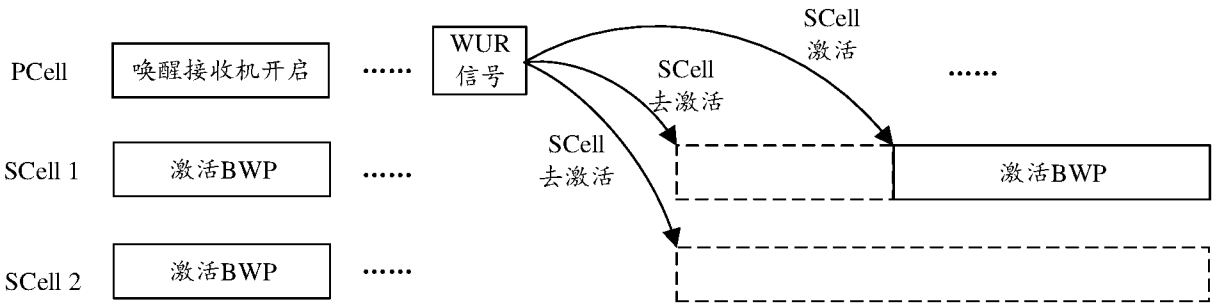 PCell
唤醒接收机开启
......
WUR
信号
SCell
激活
......
SCell
去激活
SCell 1
激活BWP
......
SCell
去激活
激活BWP
SCell 2
激活BWP
......